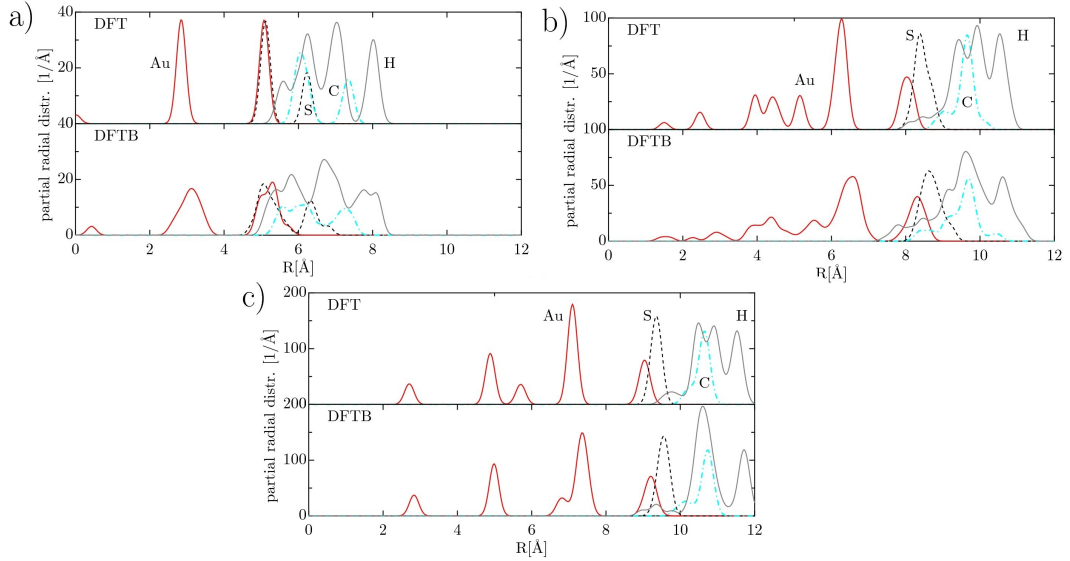 a)
DFT
Au
S
C
H
DFTB
partial radial distr. [1/Å]
40
20
40
20
0
0 2 4 6 8 10 12
R[Å]
b)
DFT
Au
S
C
H
DFTB
partial radial distr. [1/Å]
100
50
100
50
0
0 2 4 6 8 10 12
R[Å]
c)
DFT
Au
S
C
H
DFTB
partial radial distr. [1/Å]
200
100
200
100
0
0 2 4 6 8 10 12
R[Å]